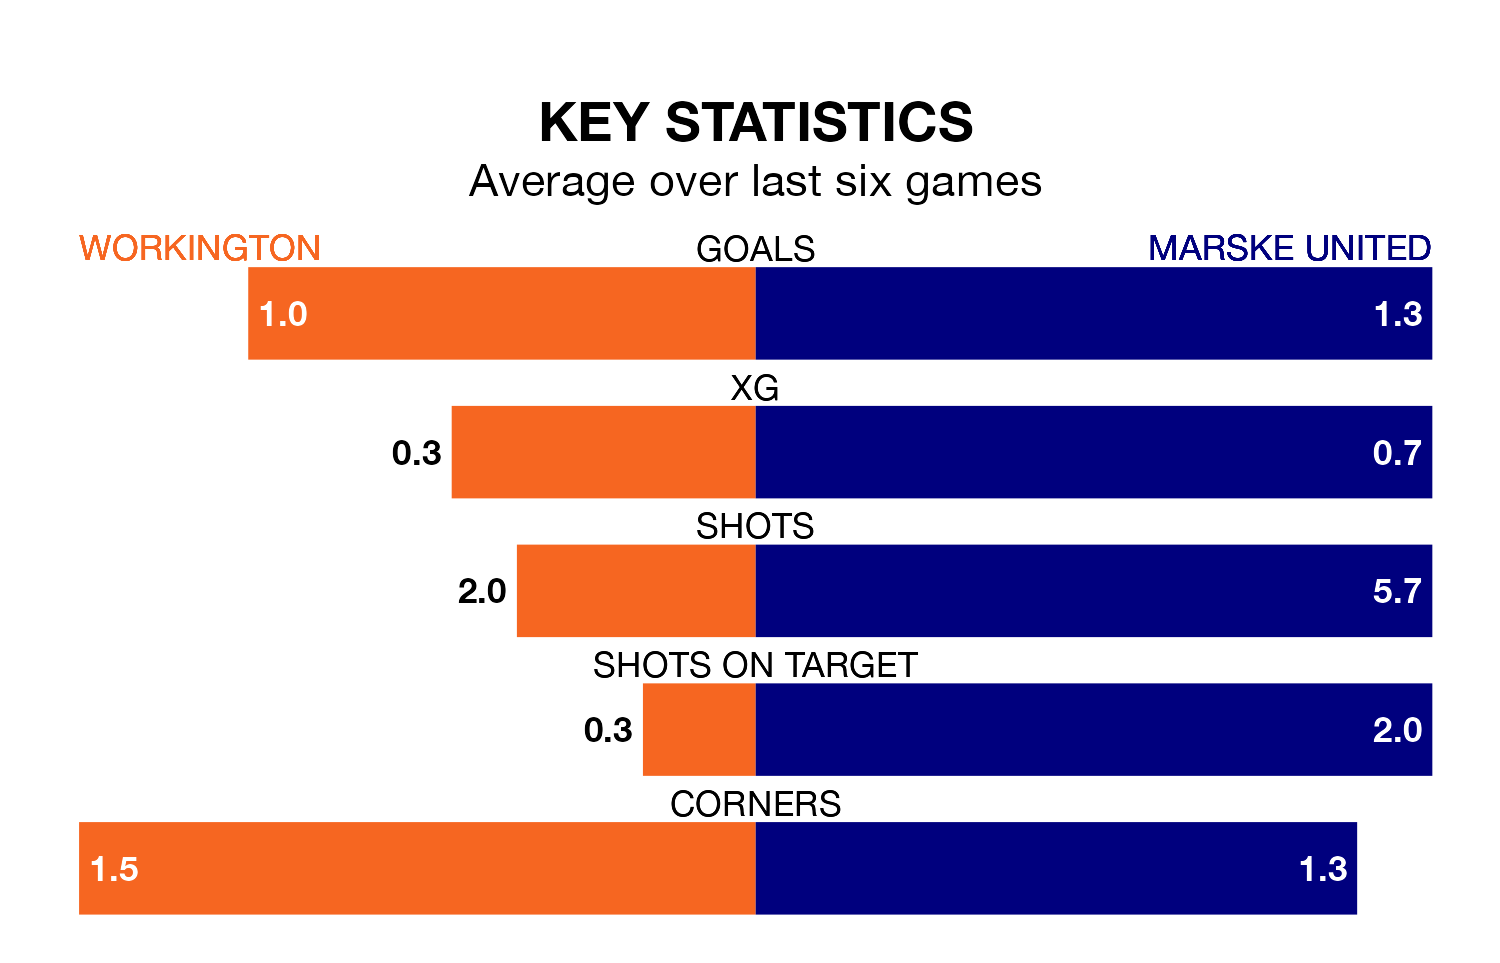 KEY STATISTICS
Average over last six games
WORKINGTON GOALS MARSKE UNITED
1.0 1.3
XG
0.3 0.7
SHOTS
2.0 5.7
SHOTS ON TARGET
0.3 2.0
CORNERS
1.5 1.3